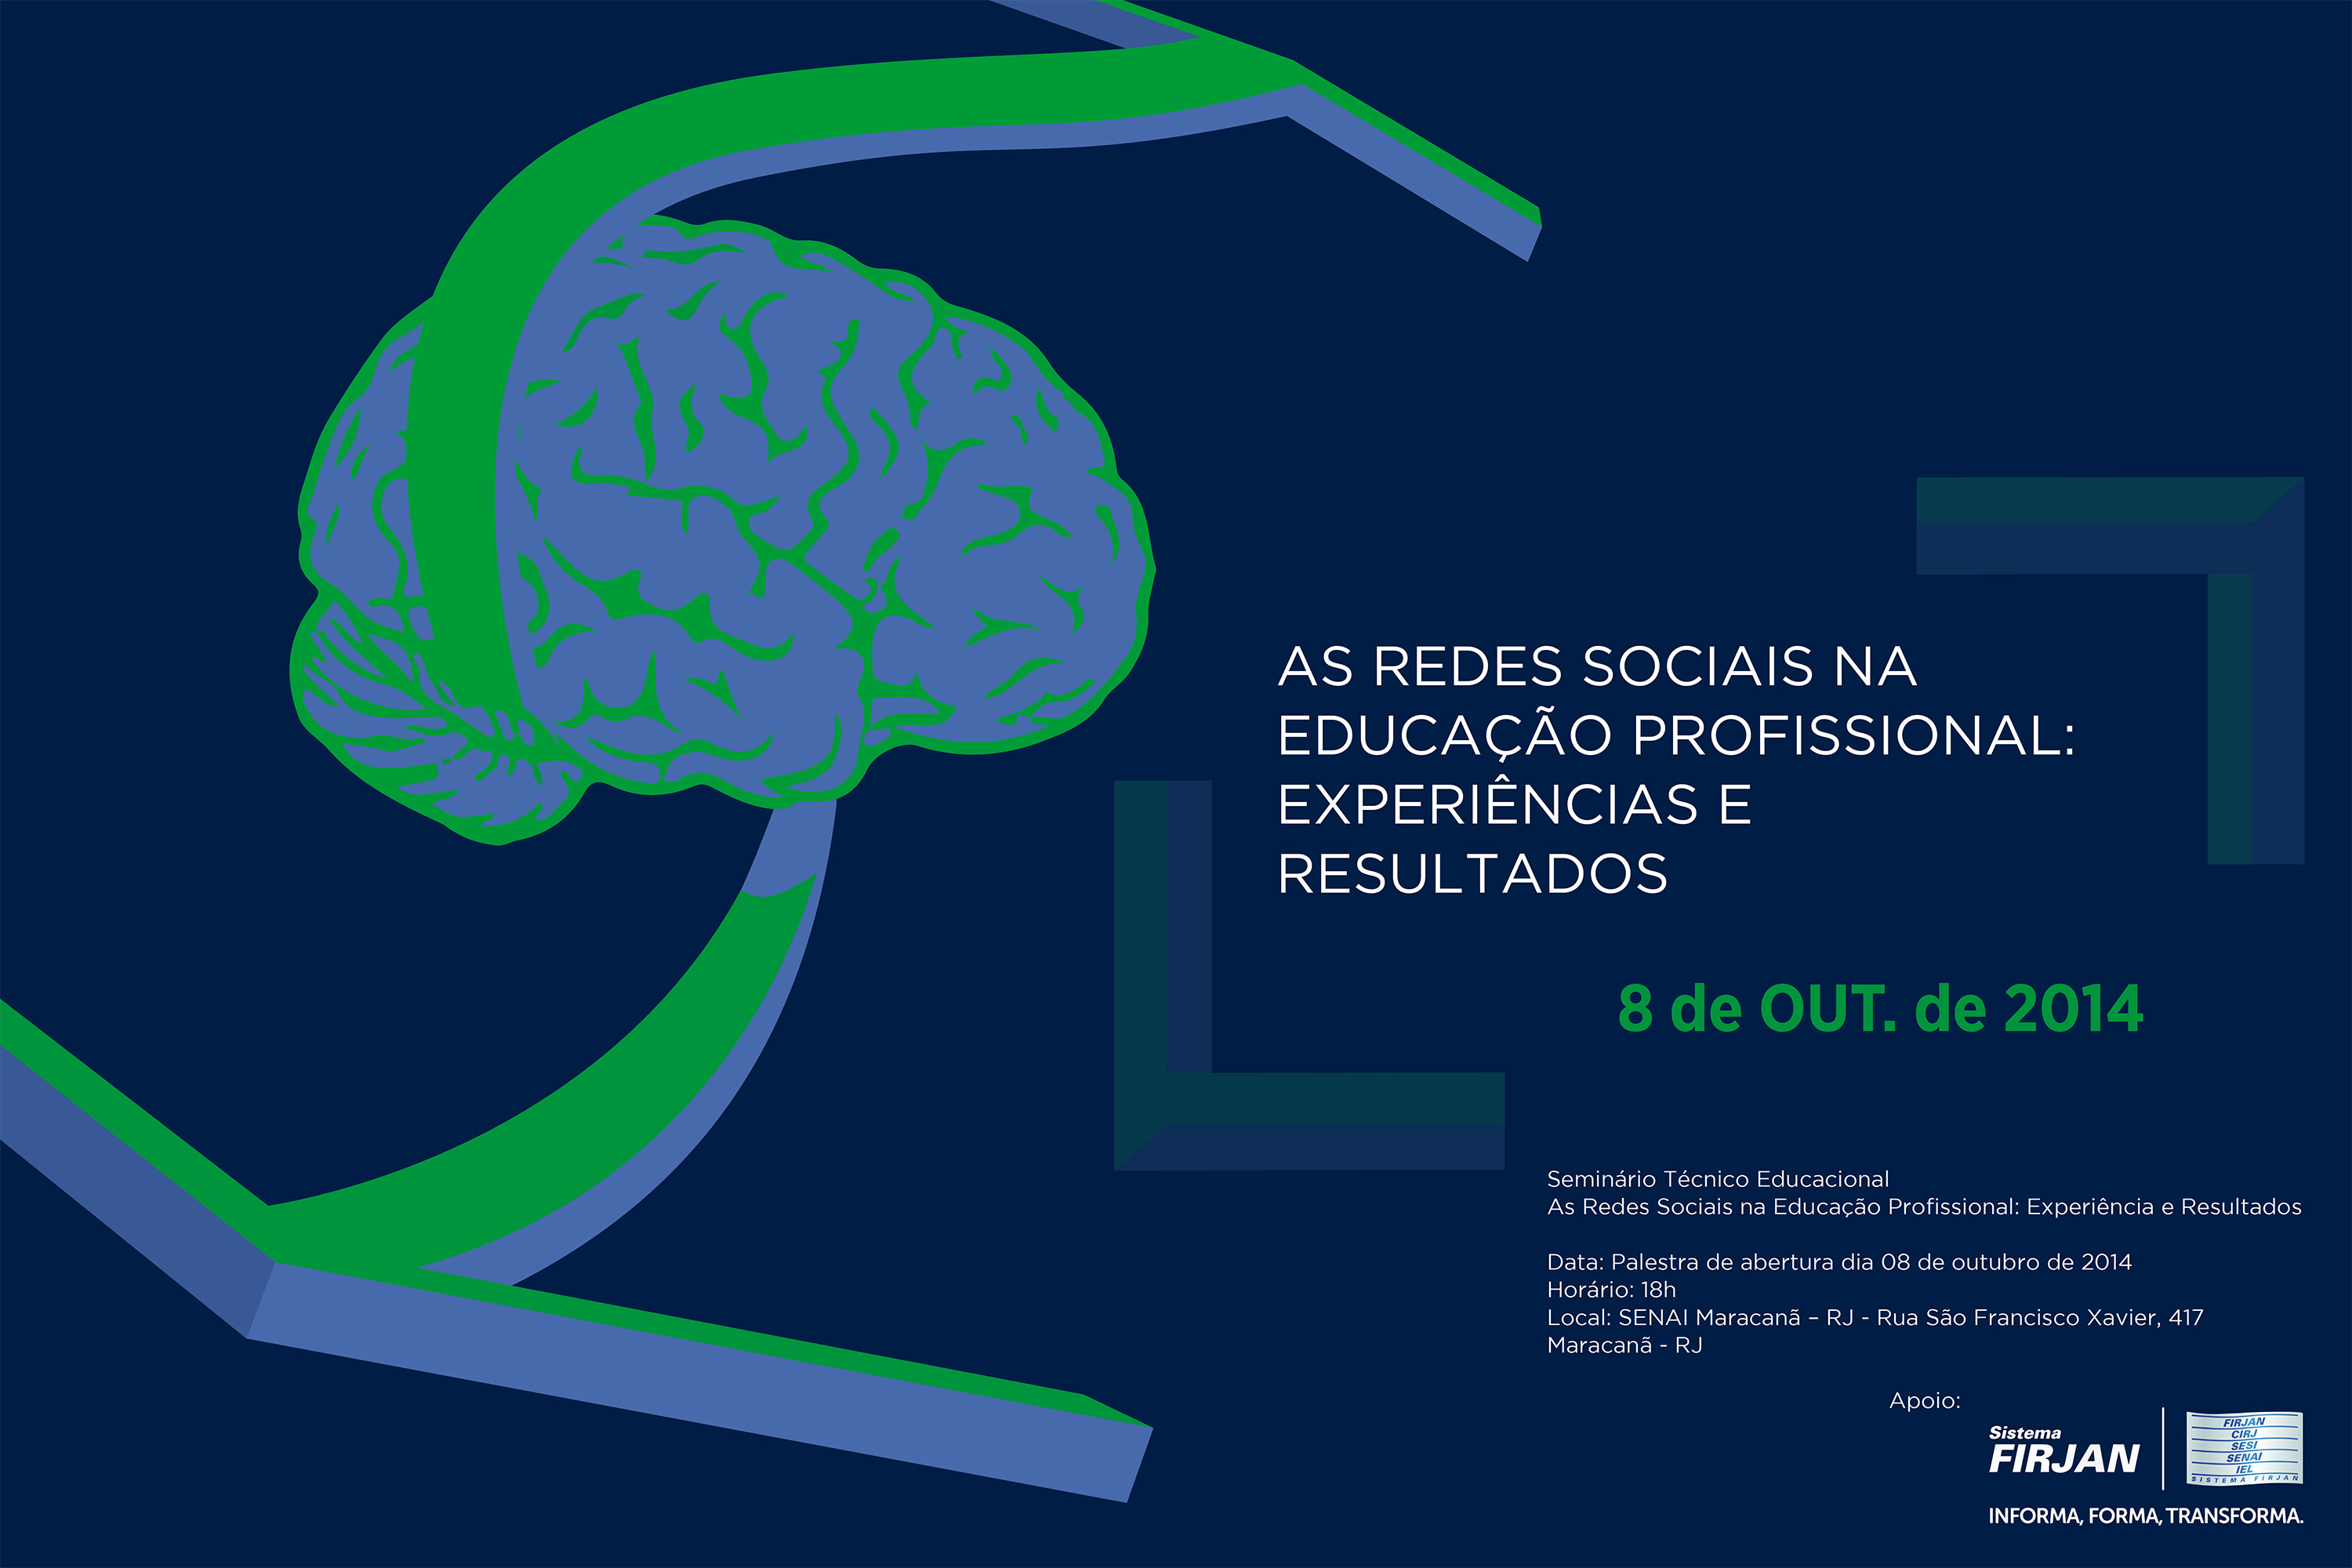 AS REDES SOCIAIS NA
EDUCAÇÃO PROFISSIONAL:
EXPERIÊNCIAS E
RESULTADOS
8 de OUT. de 2014
Seminário Técnico Educacional
As Redes Sociais na Educação Profissional: Experiência e Resultados
Data: Palestra de abertura dia 08 de outubro de 2014
Horário: 18h
Local: SENAI Maracanã – RJ - Rua São Francisco Xavier, 417
Maracanã - RJ
Apoio:
Sistema
FIRJAN
FIRJAN
CIRJ
SESI
SENAI
IEL
SISTEMA FIRJAN
INFORMA, FORMA, TRANSFORMA.